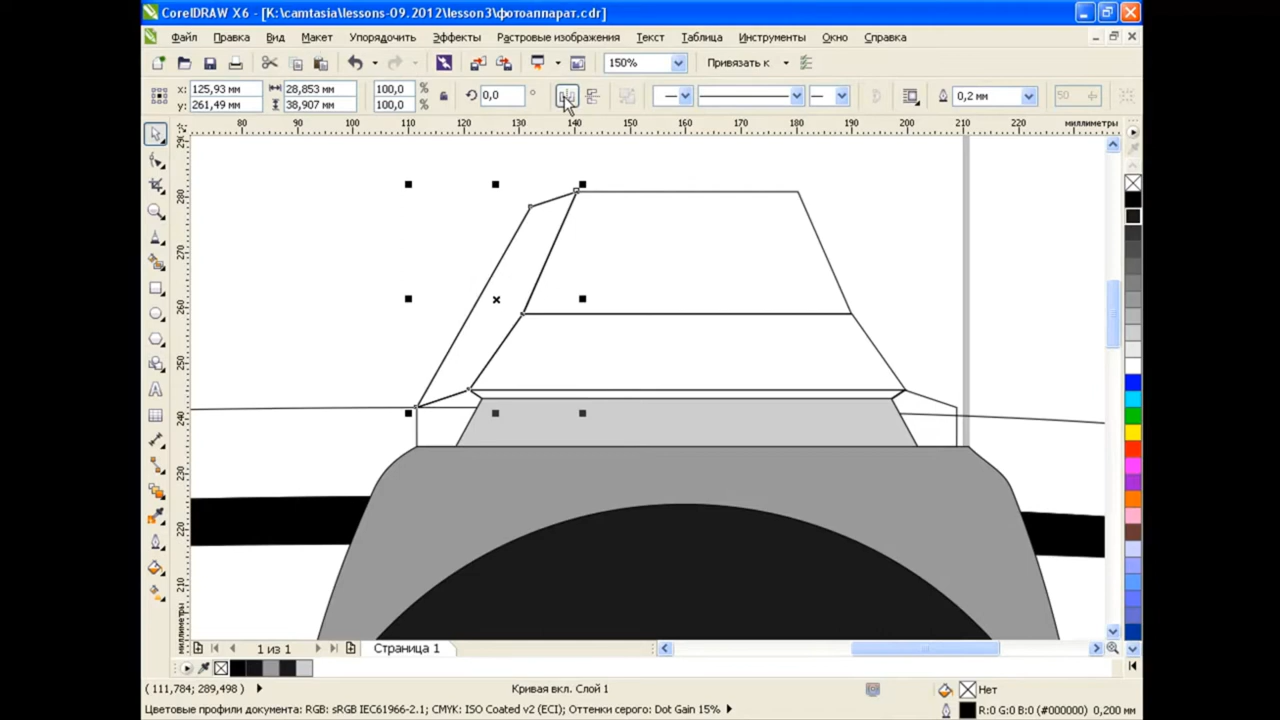 CorelDRAW X6 - [K:\camtasia\lessons-09.2012\lesson3\фотоаппарат.cdr]
Файл Правка Вид Макет Упорядочить Эффекты Растровые изображения Текст Таблица Инструменты Окно Справка
150% Привязать к
x: 125,93 мм 28,853 мм 100,0 % 0,0 ° 0,2 мм 50
y: 261,49 мм 38,907 мм 100,0 %
80 90 100 110 120 130 140 150 160 170 180 190 200 210 220 миллиметры
280
270
260
250
240
230
220
210
миллиметры
1 из 1 Страница 1
(111,784; 289,498) Кривая вкл. Слой 1 Нет
Цветовые профили документа: RGB: sRGB IEC61966-2.1; CMYK: ISO Coated v2 (ECI); Оттенки серого: Dot Gain 15% R:0 G:0 B:0 (#000000) 0,200 мм